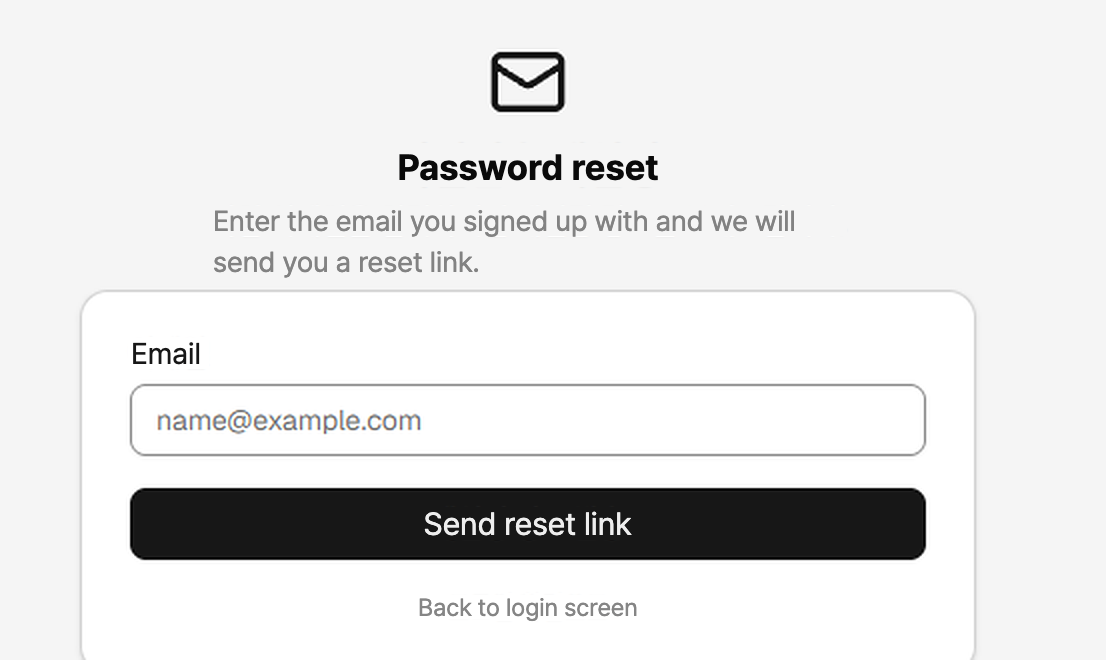 Password reset
Enter the email you signed up with and we will
send you a reset link.
Email
name@example.com
Send reset link
Back to login screen